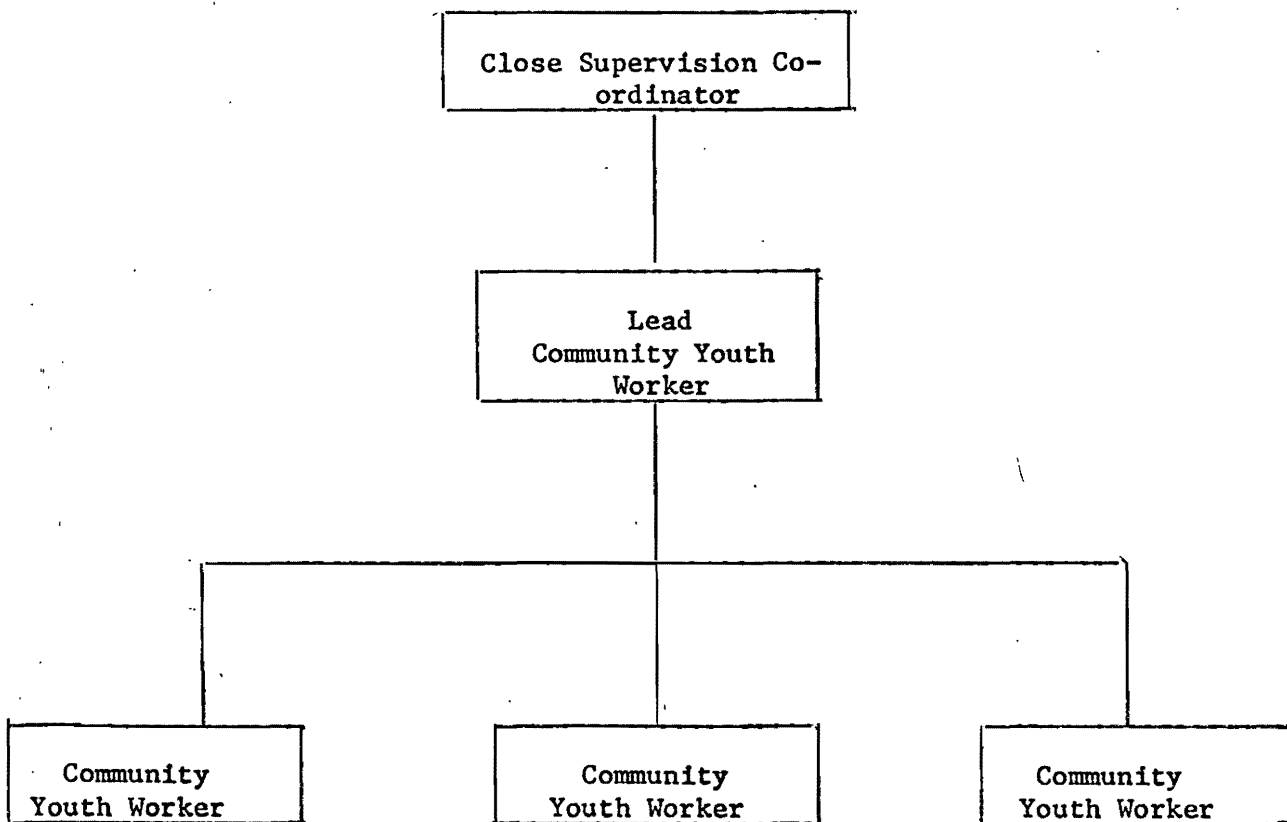 Close Supervision Co-
ordinator
Lead
Community Youth
Worker
Community
Youth Worker
Community
Youth Worker
Community
Youth Worker